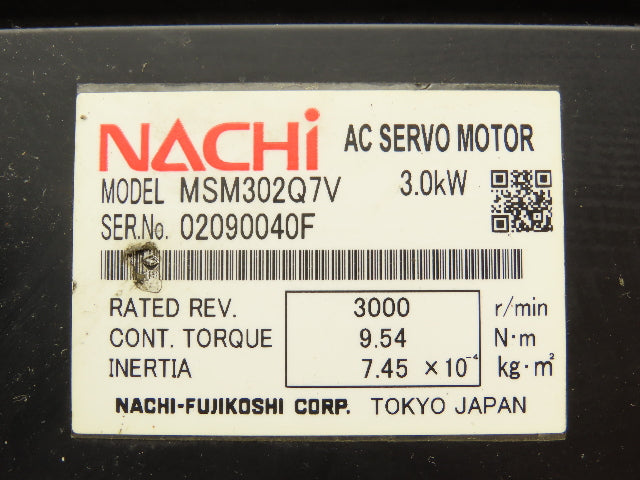 NACHi AC SERVO MOTOR
MODEL MSM302Q7V 3.0kW
SER.No. 02090040F
RATED REV. 3000 r/min
CONT. TORQUE 9.54 N·m
INERTIA 7.45 × 10⁻⁴ kg·m²
NACHI-FUJIKOSHI CORP. TOKYO JAPAN